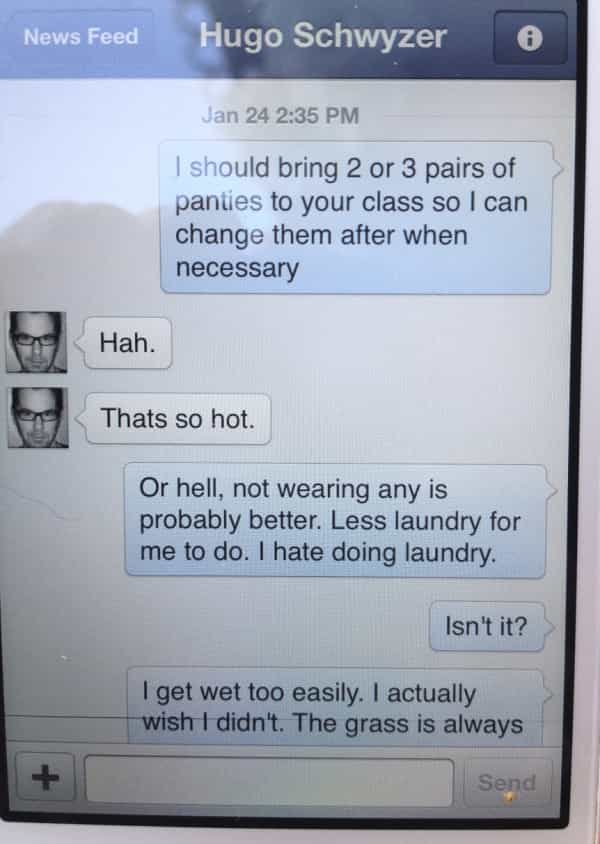 News Feed
Hugo Schwyzer
i
Jan 24 2:35 PM
I should bring 2 or 3 pairs of
panties to your class so I can
change them after when
necessary
Hah.
Thats so hot.
Or hell, not wearing any is
probably better. Less laundry for
me to do. I hate doing laundry.
Isn't it?
I get wet too easily. I actually
wish I didn't. The grass is always
Send